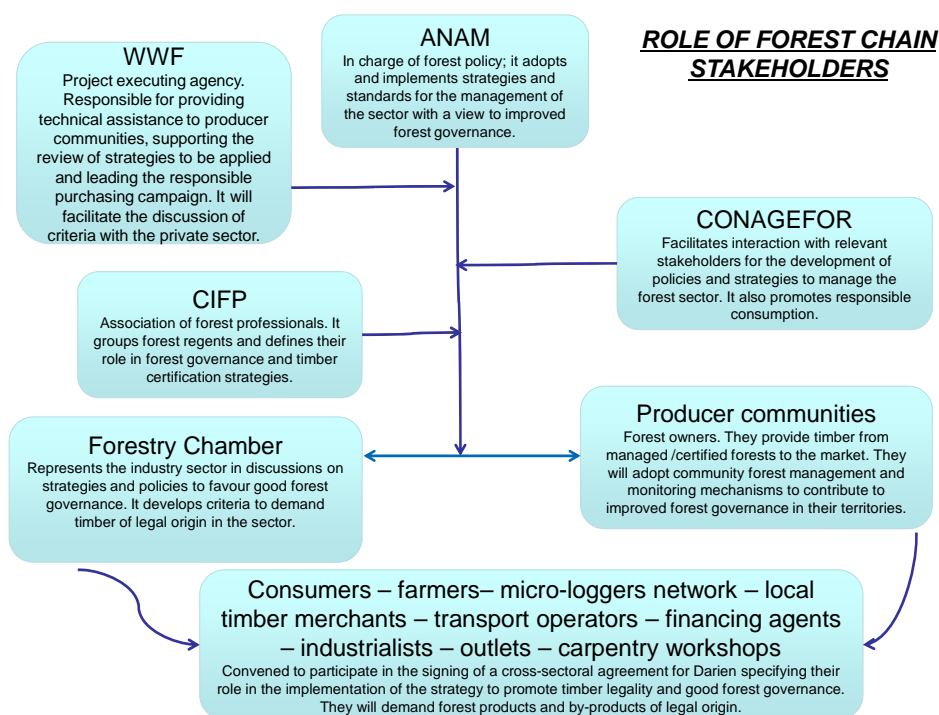 ROLE OF FOREST CHAIN
STAKEHOLDERS
WWF
Project executing agency.
Responsible for providing
technical assistance to producer
communities, supporting the
review of strategies to be applied
and leading the responsible
purchasing campaign. It will
facilitate the discussion of
criteria with the private sector.
ANAM
In charge of forest policy; it adopts
and implements strategies and
standards for the management of
the sector with a view to improved
forest governance.
CONAGEFOR
Facilitates interaction with relevant
stakeholders for the development of
policies and strategies to manage the
forest sector. It also promotes responsible
consumption.
CIFP
Association of forest professionals. It
groups forest regents and defines their
role in forest governance and timber
certification strategies.
Forestry Chamber
Represents the industry sector in discussions on
strategies and policies to favour good forest
governance. It develops criteria to demand
timber of legal origin in the sector.
Producer communities
Forest owners. They provide timber from
managed /certified forests to the market. They
will adopt community forest management and
monitoring mechanisms to contribute to
improved forest governance in their territories.
Consumers – farmers– micro-loggers network – local
timber merchants – transport operators – financing agents
– industrialists – outlets – carpentry workshops
Convened to participate in the signing of a cross-sectoral agreement for Darien specifying their
role in the implementation of the strategy to promote timber legality and good forest governance.
They will demand forest products and by-products of legal origin.